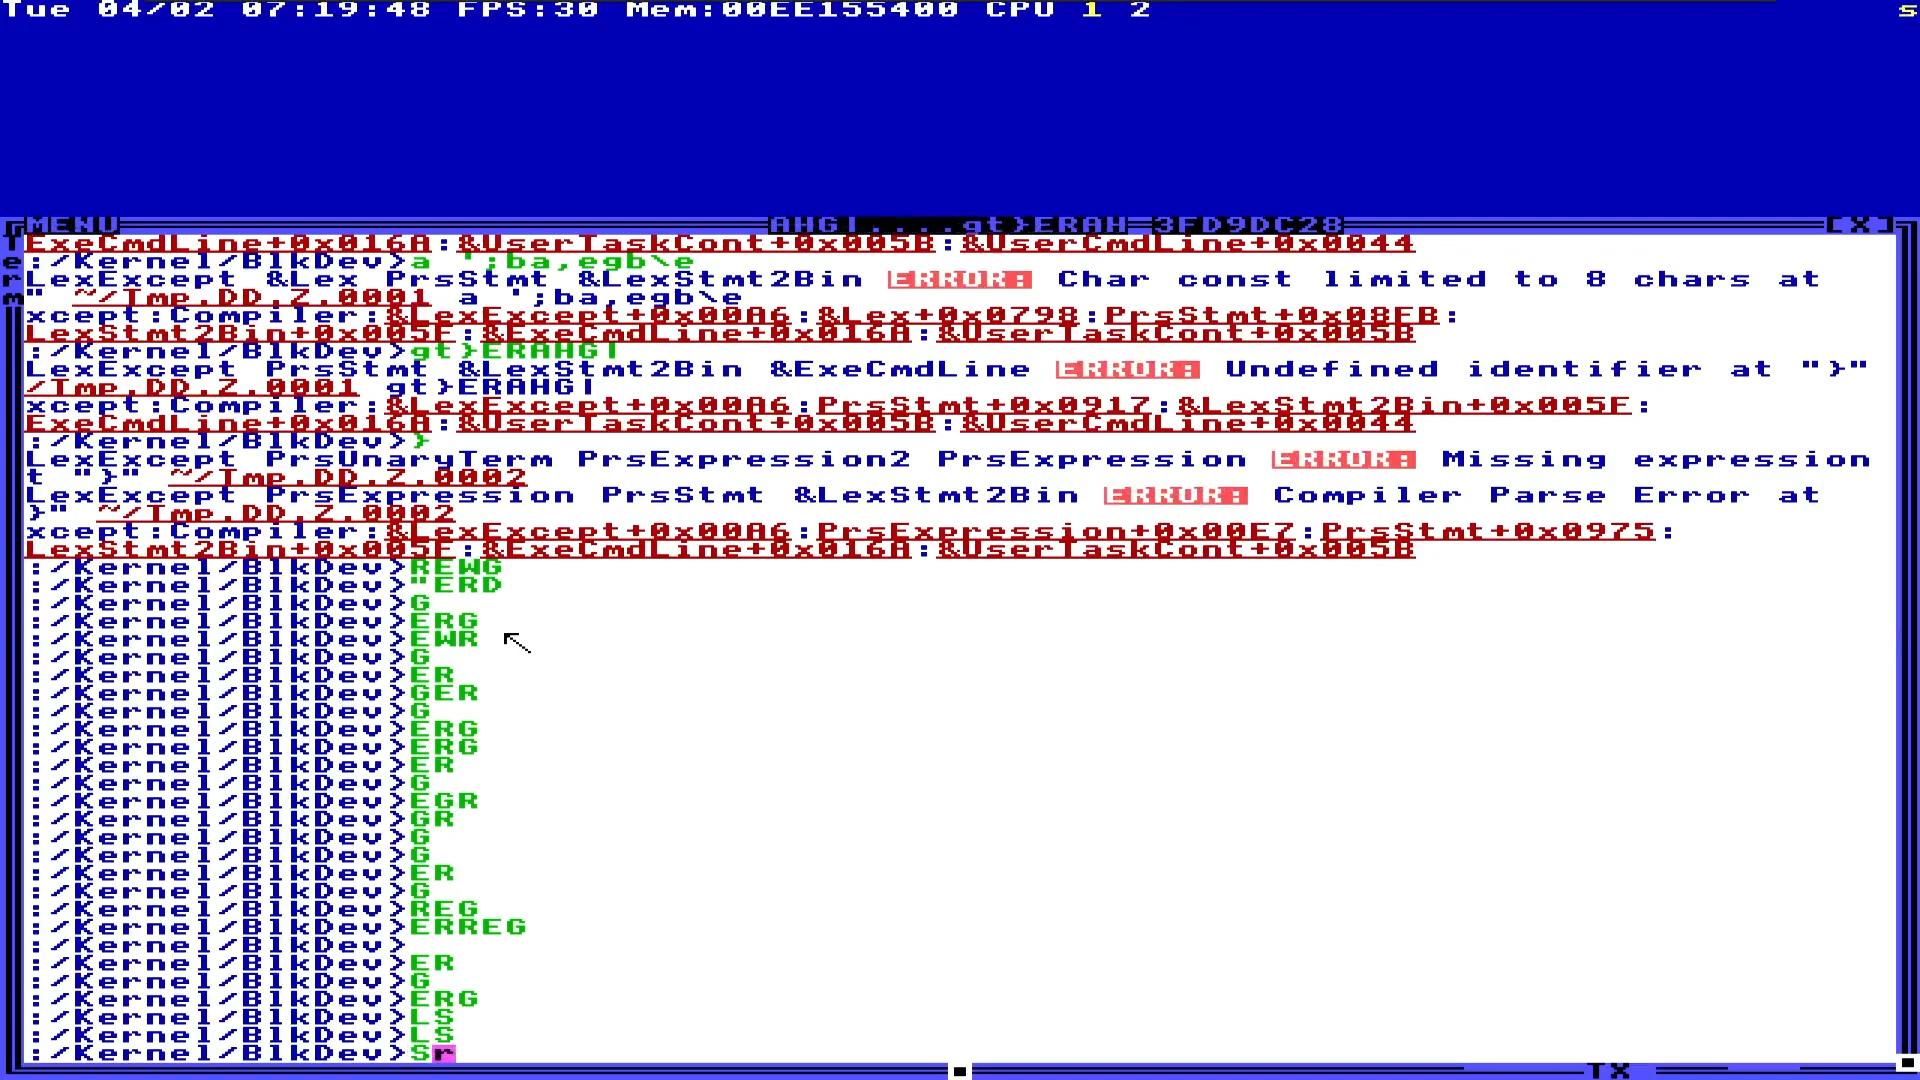 Tue 04/02 07:19:48 FPS:30 Mem:00EE155400 CPU 1 2 S
MENU AHGI....gt}ERAH 3FD9DC28 [X]
ExeCmdLine+0x016A:&UserTaskCont+0x005B:&UserCmdLine+0x0044
:/Kernel/BlkDev>a ';ba,egb\e
LexExcept &Lex PrsStmt &LexStmt2Bin ERROR: Char const limited to 8 chars at
" ~/Tmp.DD.Z.0001 a ';ba,egb\e
xcept:Compiler:&LexExcept+0x00A6:&Lex+0x0798:PrsStmt+0x08FB:
LexStmt2Bin+0x005F:&ExeCmdLine+0x016A:&UserTaskCont+0x005B
:/Kernel/BlkDev>gt}ERAHGI
LexExcept PrsStmt &LexStmt2Bin &ExeCmdLine ERROR: Undefined identifier at "}"
/Tmp.DD.Z.0001 gt}ERAHGI
xcept:Compiler:&LexExcept+0x00A6:PrsStmt+0x0917:&LexStmt2Bin+0x005F:
ExeCmdLine+0x016A:&UserTaskCont+0x005B:&UserCmdLine+0x0044
:/Kernel/BlkDev>}
LexExcept PrsUnaryTerm PrsExpression2 PrsExpression ERROR: Missing expression
t "}" ~/Tmp.DD.Z.0002
LexExcept PrsExpression PrsStmt &LexStmt2Bin ERROR: Compiler Parse Error at
}" ~/Tmp.DD.Z.0002
xcept:Compiler:&LexExcept+0x00A6:PrsExpression+0x00E7:PrsStmt+0x0975:
LexStmt2Bin+0x005F:&ExeCmdLine+0x016A:&UserTaskCont+0x005B
:/Kernel/BlkDev>REWG
:/Kernel/BlkDev>"ERD
:/Kernel/BlkDev>G
:/Kernel/BlkDev>ERG
:/Kernel/BlkDev>EWR
:/Kernel/BlkDev>G
:/Kernel/BlkDev>ER
:/Kernel/BlkDev>GER
:/Kernel/BlkDev>G
:/Kernel/BlkDev>ERG
:/Kernel/BlkDev>ERG
:/Kernel/BlkDev>ER
:/Kernel/BlkDev>G
:/Kernel/BlkDev>EGR
:/Kernel/BlkDev>GR
:/Kernel/BlkDev>G
:/Kernel/BlkDev>G
:/Kernel/BlkDev>ER
:/Kernel/BlkDev>G
:/Kernel/BlkDev>REG
:/Kernel/BlkDev>ERREG
:/Kernel/BlkDev>
:/Kernel/BlkDev>ER
:/Kernel/BlkDev>G
:/Kernel/BlkDev>ERG
:/Kernel/BlkDev>LS
:/Kernel/BlkDev>LS
:/Kernel/BlkDev>Sr
Term
TX